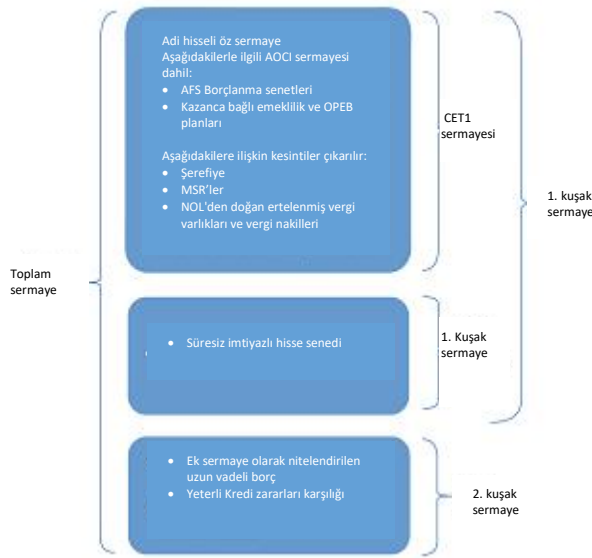 Adi hisseli öz sermaye
Aşağıdakilerle ilgili AOCI sermayesi
dahil:
• AFS Borçlanma senetleri
• Kazanca bağlı emeklilik ve OPEB
planları
Aşağıdakilere ilişkin kesintiler çıkarılır:
• Şerefiye
• MSR'ler
• NOL'den doğan ertelenmiş vergi
varlıkları ve vergi nakilleri
CET1
sermayesi
1. kuşak
sermaye
Toplam
sermaye
• Süresiz imtiyazlı hisse senedi
1. Kuşak
sermaye
• Ek sermaye olarak nitelendirilen
uzun vadeli borç
• Yeterli Kredi zararları karşılığı
2. kuşak
sermaye